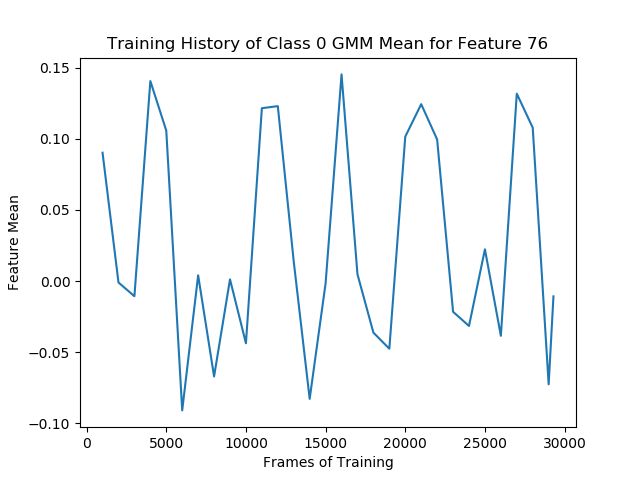 Training History of Class 0 GMM Mean for Feature 76
0.15
0.10
0.05
0.00
−0.05
−0.10
Feature Mean
0 5000 10000 15000 20000 25000 30000
Frames of Training